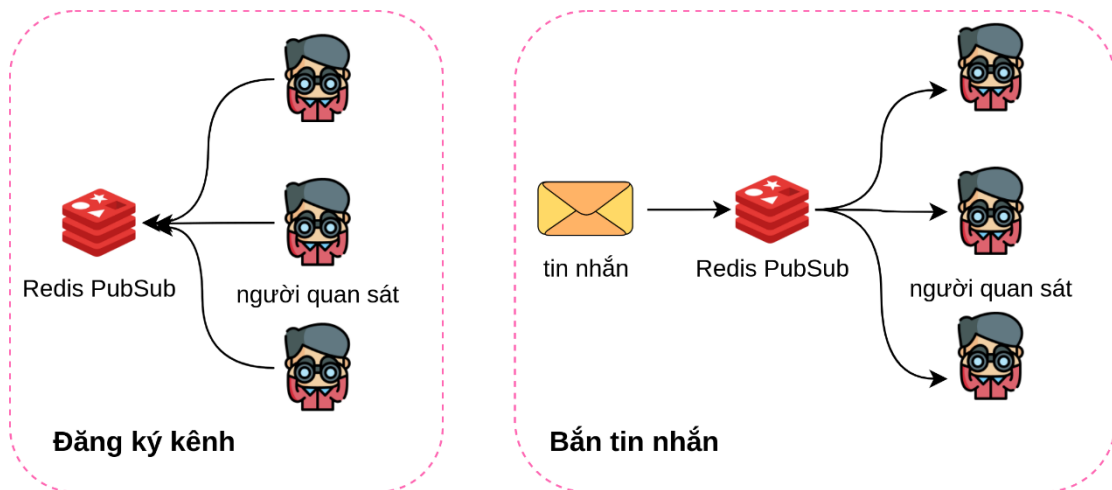 Redis PubSub
người quan sát
Đăng ký kênh
tin nhắn
Redis PubSub
người quan sát
Bắn tin nhắn